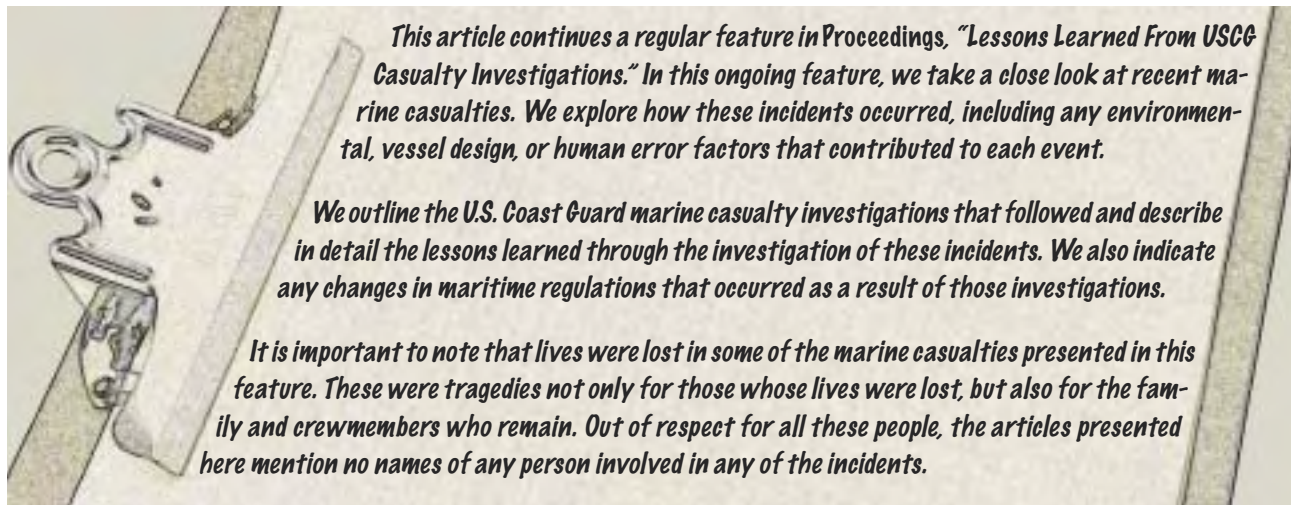 This article continues a regular feature in Proceedings, "Lessons Learned From USCG
Casualty Investigations." In this ongoing feature, we take a close look at recent ma-
rine casualties. We explore how these incidents occurred, including any environmen-
tal, vessel design, or human error factors that contributed to each event.
We outline the U.S. Coast Guard marine casualty investigations that followed and describe
in detail the lessons learned through the investigation of these incidents. We also indicate
any changes in maritime regulations that occurred as a result of those investigations.
It is important to note that lives were lost in some of the marine casualties presented in this
feature. These were tragedies not only for those whose lives were lost, but also for the fam-
ily and crewmembers who remain. Out of respect for all these people, the articles presented
here mention no names of any person involved in any of the incidents.